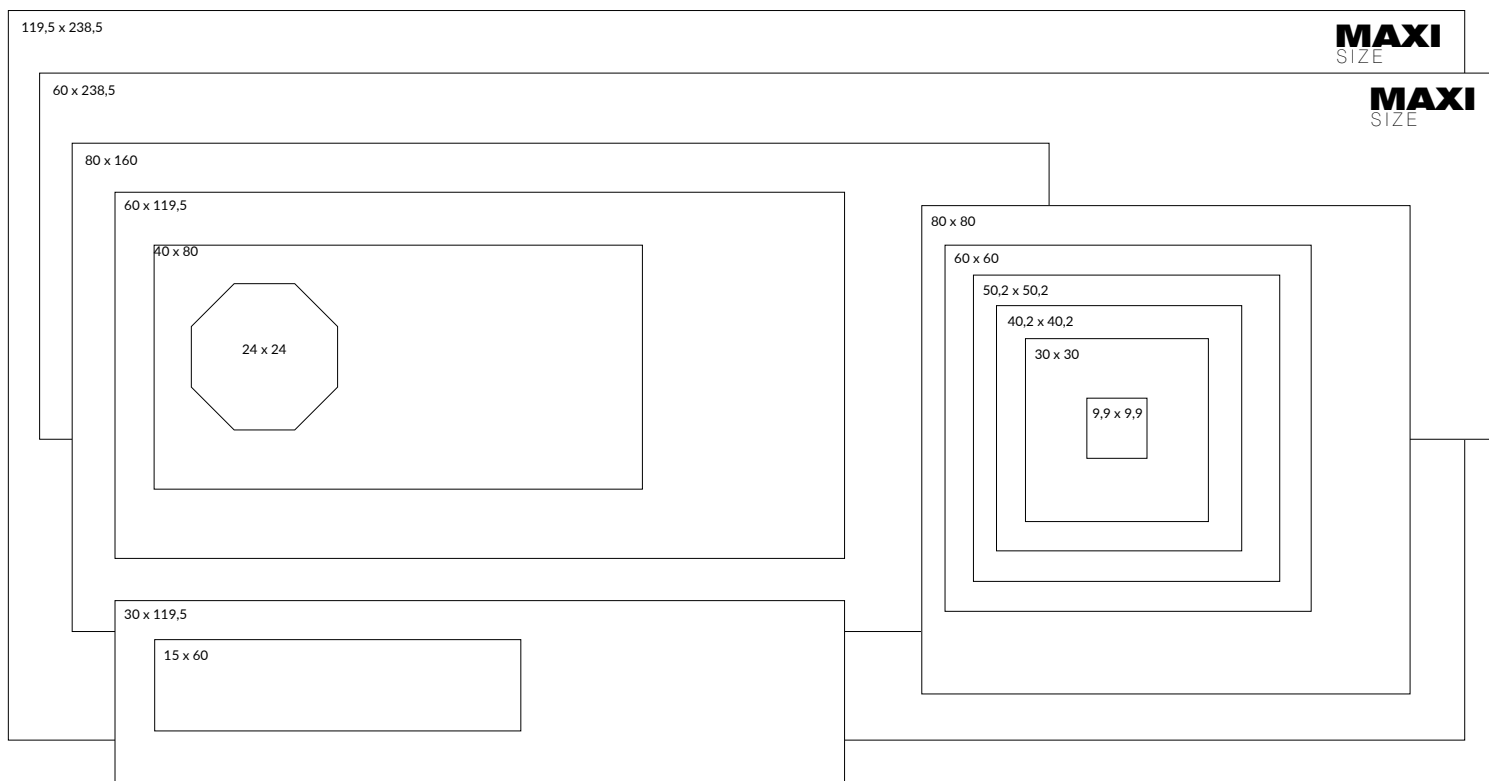 119,5 x 238,5
MAXI
SIZE
60 x 238,5
MAXI
SIZE
80 x 160
60 x 119,5
80 x 80
40 x 80
60 x 60
50,2 x 50,2
40,2 x 40,2
24 x 24
30 x 30
9,9 x 9,9
30 x 119,5
15 x 60